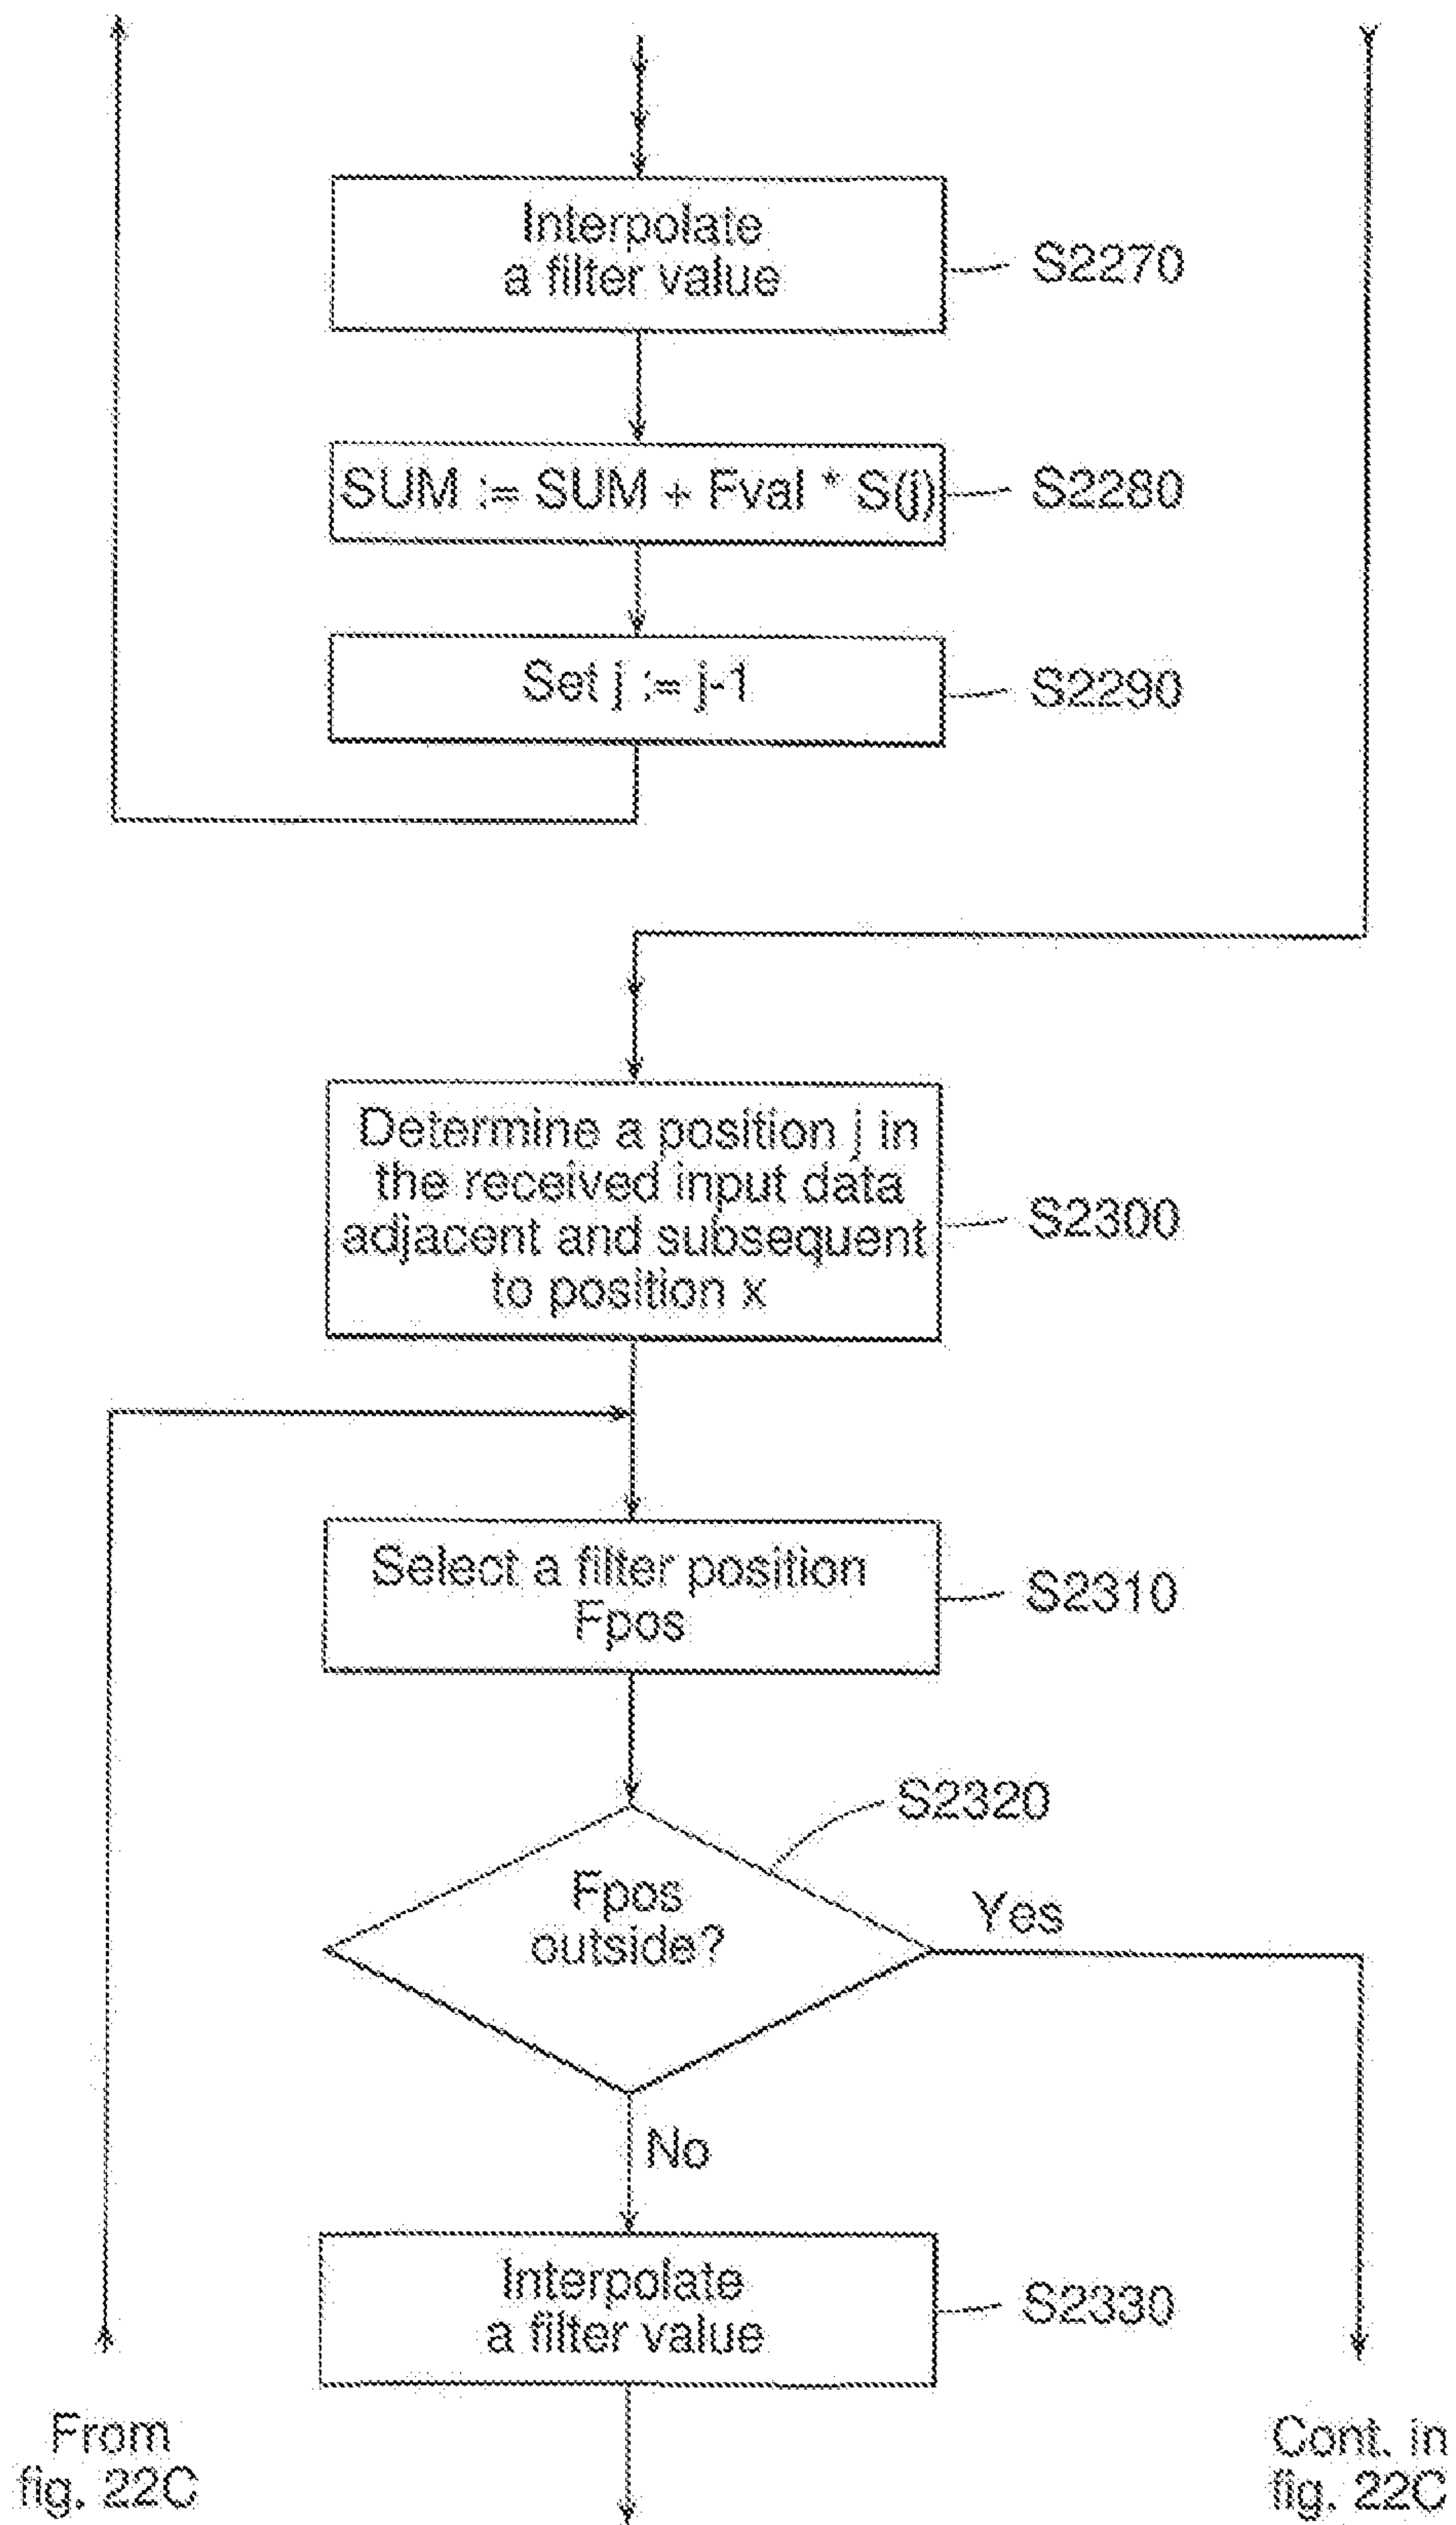 Interpolate
a filter value
S2270
SUM := SUM + Fval * S(j)
S2280
Set j := j-1
S2290
Determine a position j in
the received input data
adjacent and subsequent
to position x
S2300
Select a filter position
Fpos
S2310
S2320
Fpos
outside?
Yes
No
Interpolate
a filter value
S2330
From
fig. 22C
Cont. in
fig. 22C